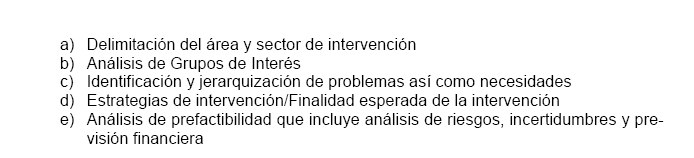 a) Delimitación del área y sector de intervención
b) Análisis de Grupos de Interés
c) Identificación y jerarquización de problemas así como necesidades
d) Estrategias de intervención/Finalidad esperada de la intervención
e) Análisis de prefactibilidad que incluye análisis de riesgos, incertidumbres y pre-
visión financiera